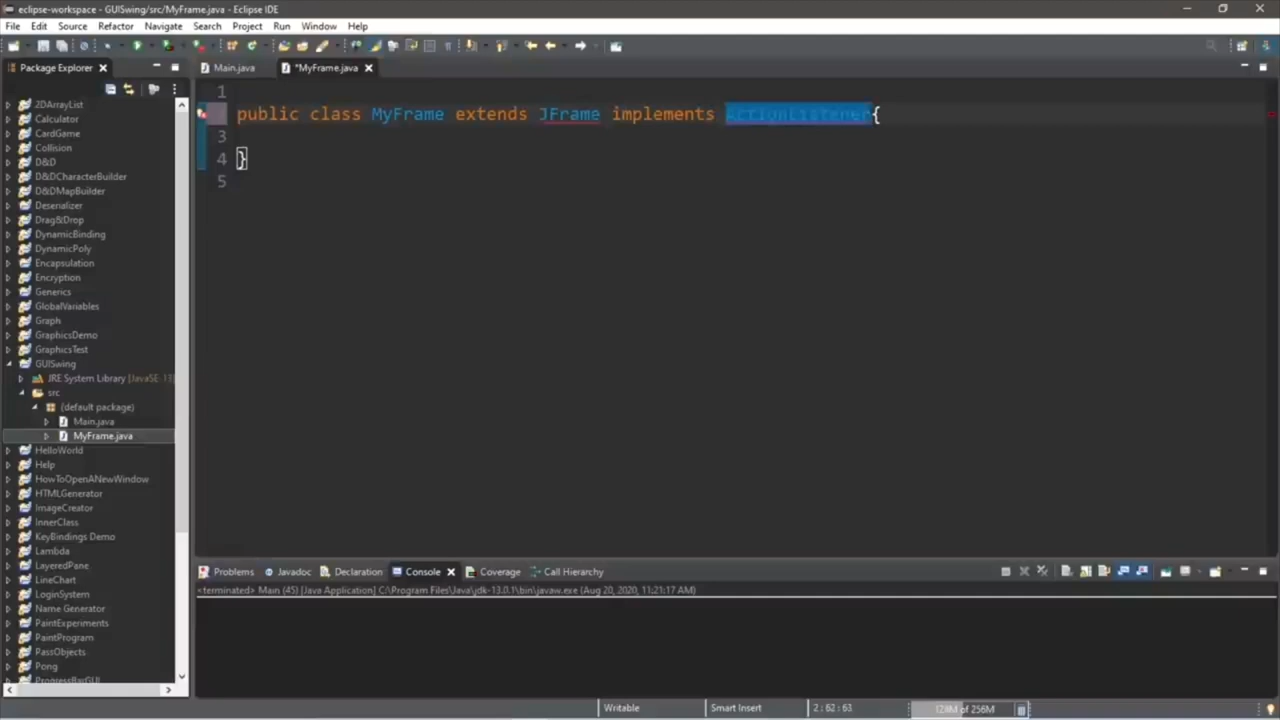 eclipse-workspace - GUISwing/src/MyFrame.java - Eclipse IDE
File Edit Source Refactor Navigate Search Project Run Window Help
Package Explorer
Main.java
*MyFrame.java
2DArrayList
Calculator
CardGame
Collision
D&D
D&DCharacterBuilder
D&DMapBuilder
Deserializer
Drag&Drop
DynamicBinding
DynamicPoly
Encapsulation
Encryption
Generics
GlobalVariables
Graph
GraphicsDemo
GraphicsTest
GUISwing
JRE System Library [JavaSE-13]
src
(default package)
Main.java
MyFrame.java
HelloWorld
Help
HowToOpenANewWindow
HTMLGenerator
ImageCreator
InnerClass
KeyBindings Demo
Lambda
LayeredPane
LineChart
LoginSystem
Name Generator
PaintExperiments
PaintProgram
PassObjects
Pong
ProgressBarGUI
1
public class MyFrame extends JFrame implements ActionListener{
3
4 }
5
Problems Javadoc Declaration Console Coverage Call Hierarchy
<terminated> Main (45) [Java Application] C:\Program Files\Java\jdk-13.0.1\bin\javaw.exe (Aug 20, 2020, 11:21:17 AM)
Writable Smart Insert 2 : 62 : 63 of 256M